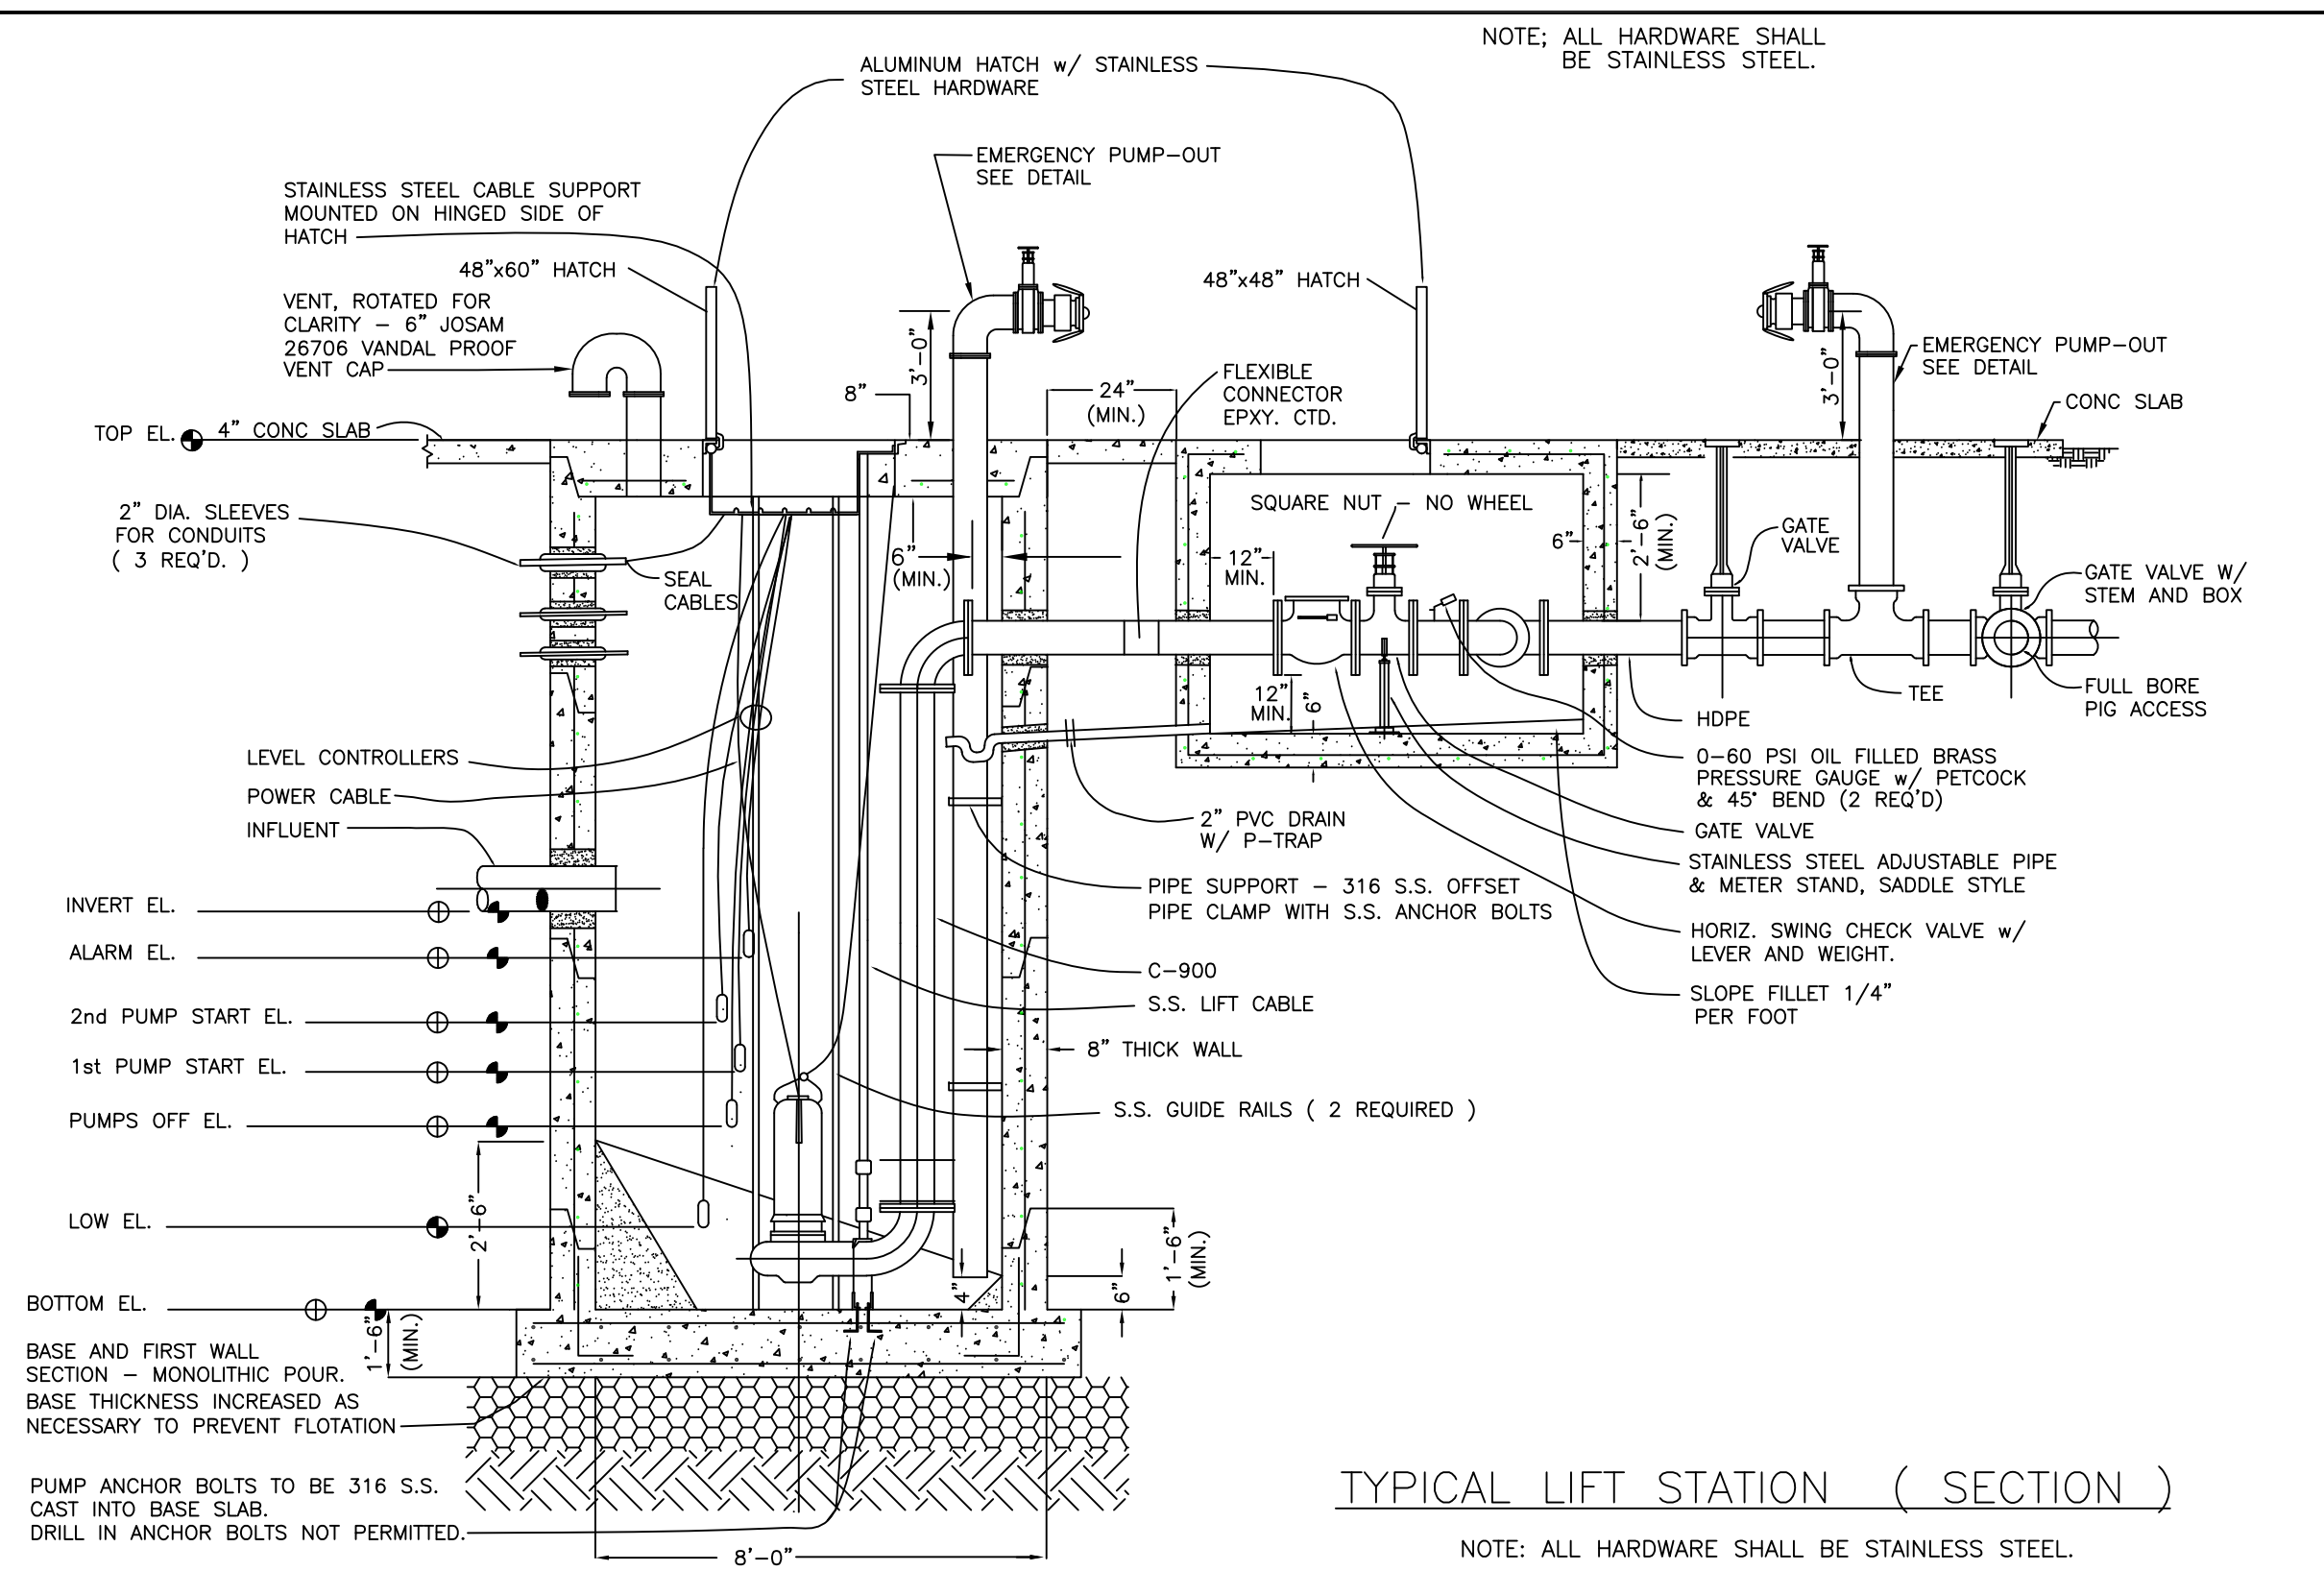 NOTE; ALL HARDWARE SHALL
BE STAINLESS STEEL.
ALUMINUM HATCH w/ STAINLESS
STEEL HARDWARE
EMERGENCY PUMP-OUT
SEE DETAIL
STAINLESS STEEL CABLE SUPPORT
MOUNTED ON HINGED SIDE OF
HATCH
48"x60" HATCH
48"x48" HATCH
VENT, ROTATED FOR
CLARITY - 6" JOSAM
26706 VANDAL PROOF
VENT CAP
3'-0"
FLEXIBLE
CONNECTOR
EPXY. CTD.
24"
(MIN.)
8"
3'-0"
EMERGENCY PUMP-OUT
SEE DETAIL
CONC SLAB
TOP EL.
4" CONC SLAB
2" DIA. SLEEVES
FOR CONDUITS
( 3 REQ'D. )
SEAL
CABLES
6"
(MIN.)
12"
MIN.
SQUARE NUT - NO WHEEL
6"
2'-6"
(MIN.)
GATE
VALVE
GATE VALVE W/
STEM AND BOX
12"
MIN.
6"
HDPE
TEE
FULL BORE
PIG ACCESS
LEVEL CONTROLLERS
POWER CABLE
INFLUENT
2" PVC DRAIN
W/ P-TRAP
0-60 PSI OIL FILLED BRASS
PRESSURE GAUGE w/ PETCOCK
& 45° BEND (2 REQ'D)
GATE VALVE
STAINLESS STEEL ADJUSTABLE PIPE
& METER STAND, SADDLE STYLE
PIPE SUPPORT - 316 S.S. OFFSET
PIPE CLAMP WITH S.S. ANCHOR BOLTS
HORIZ. SWING CHECK VALVE w/
LEVER AND WEIGHT.
SLOPE FILLET 1/4"
PER FOOT
C-900
S.S. LIFT CABLE
8" THICK WALL
S.S. GUIDE RAILS ( 2 REQUIRED )
INVERT EL.
ALARM EL.
2nd PUMP START EL.
1st PUMP START EL.
PUMPS OFF EL.
LOW EL.
2'-6"
4"
6"
1'-6"
(MIN.)
BOTTOM EL.
1'-6"
(MIN.)
BASE AND FIRST WALL
SECTION - MONOLITHIC POUR.
BASE THICKNESS INCREASED AS
NECESSARY TO PREVENT FLOTATION
PUMP ANCHOR BOLTS TO BE 316 S.S.
CAST INTO BASE SLAB.
DRILL IN ANCHOR BOLTS NOT PERMITTED.
8'-0"
TYPICAL LIFT STATION ( SECTION )
NOTE: ALL HARDWARE SHALL BE STAINLESS STEEL.